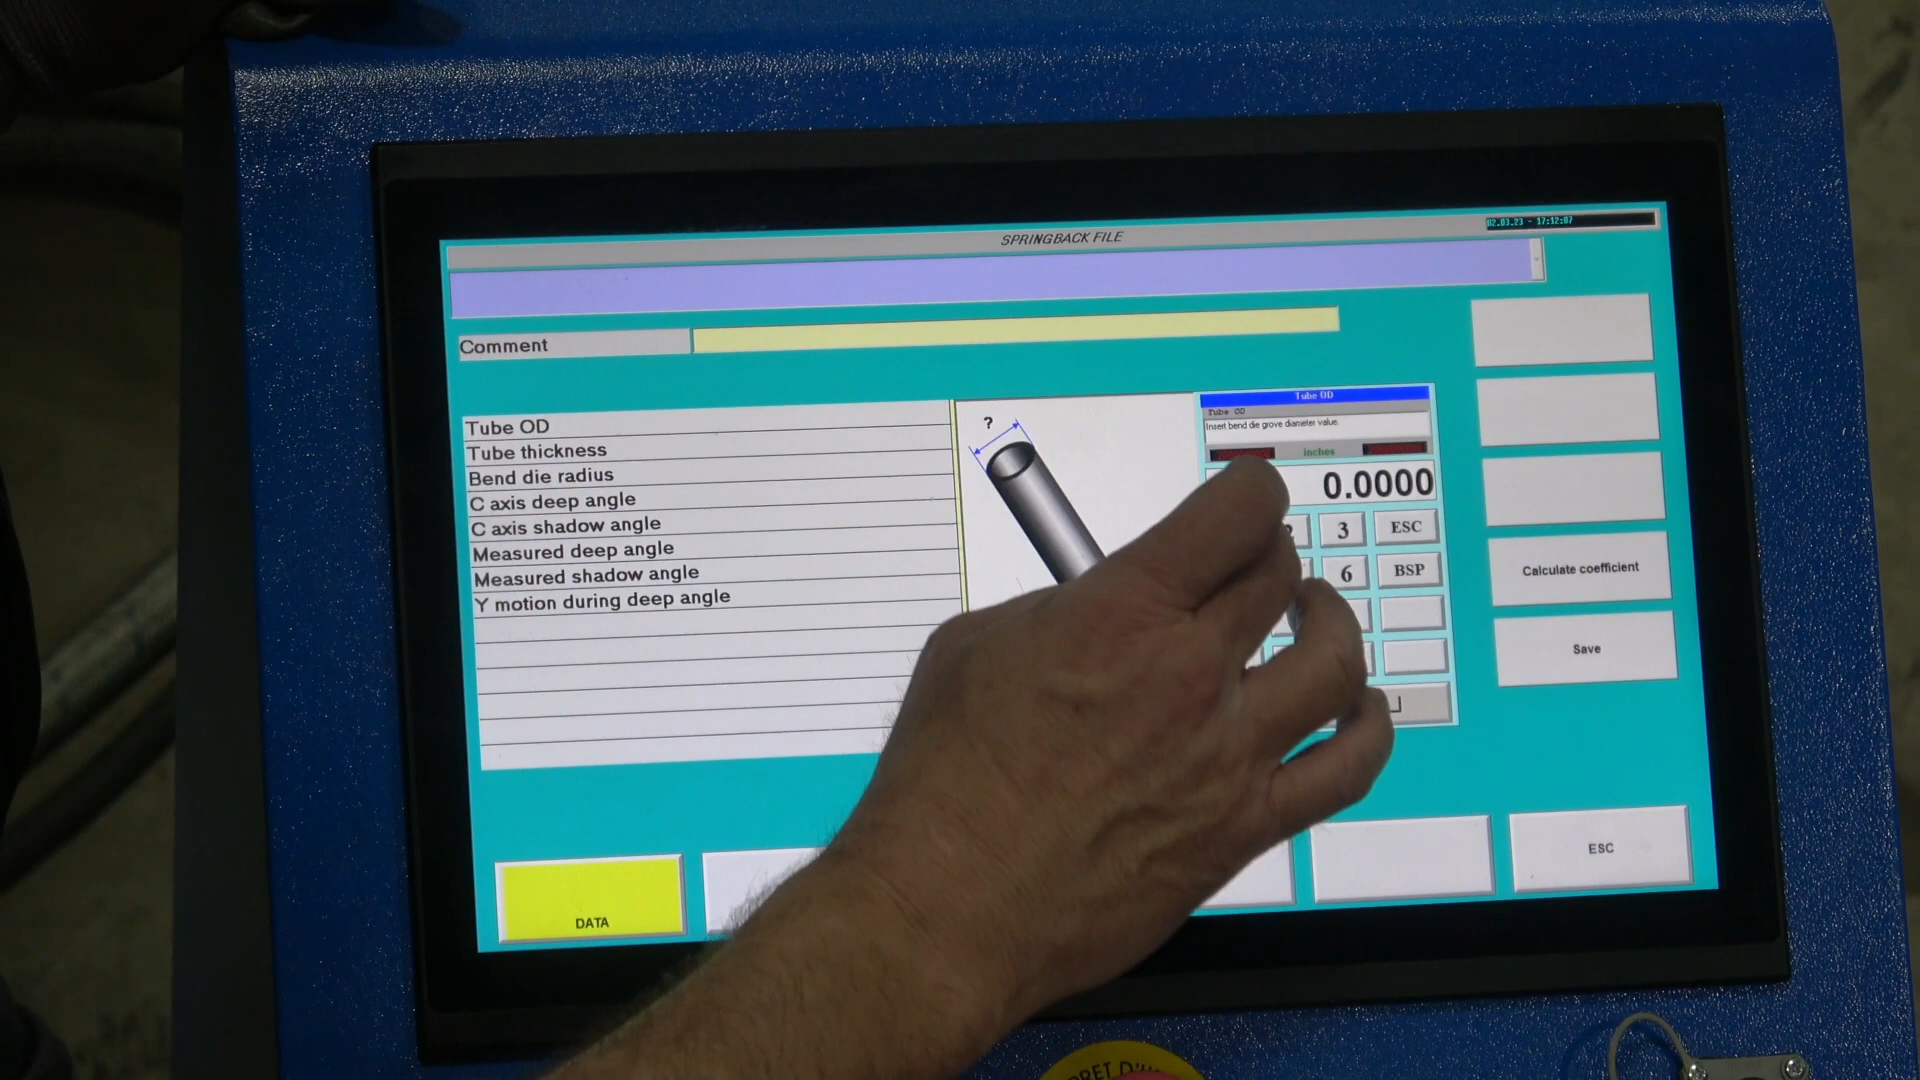 SPRINGBACK FILE
02.03.23 - 17:12:07
Comment
Tube OD
Tube thickness
Bend die radius
C axis deep angle
C axis shadow angle
Measured deep angle
Measured shadow angle
Y motion during deep angle
?
Tube OD
Tube OD
Insert bend die grove diameter value.
inches
0.0000
3
ESC
6
BSP
Calculate coefficient
Save
DATA
ESC